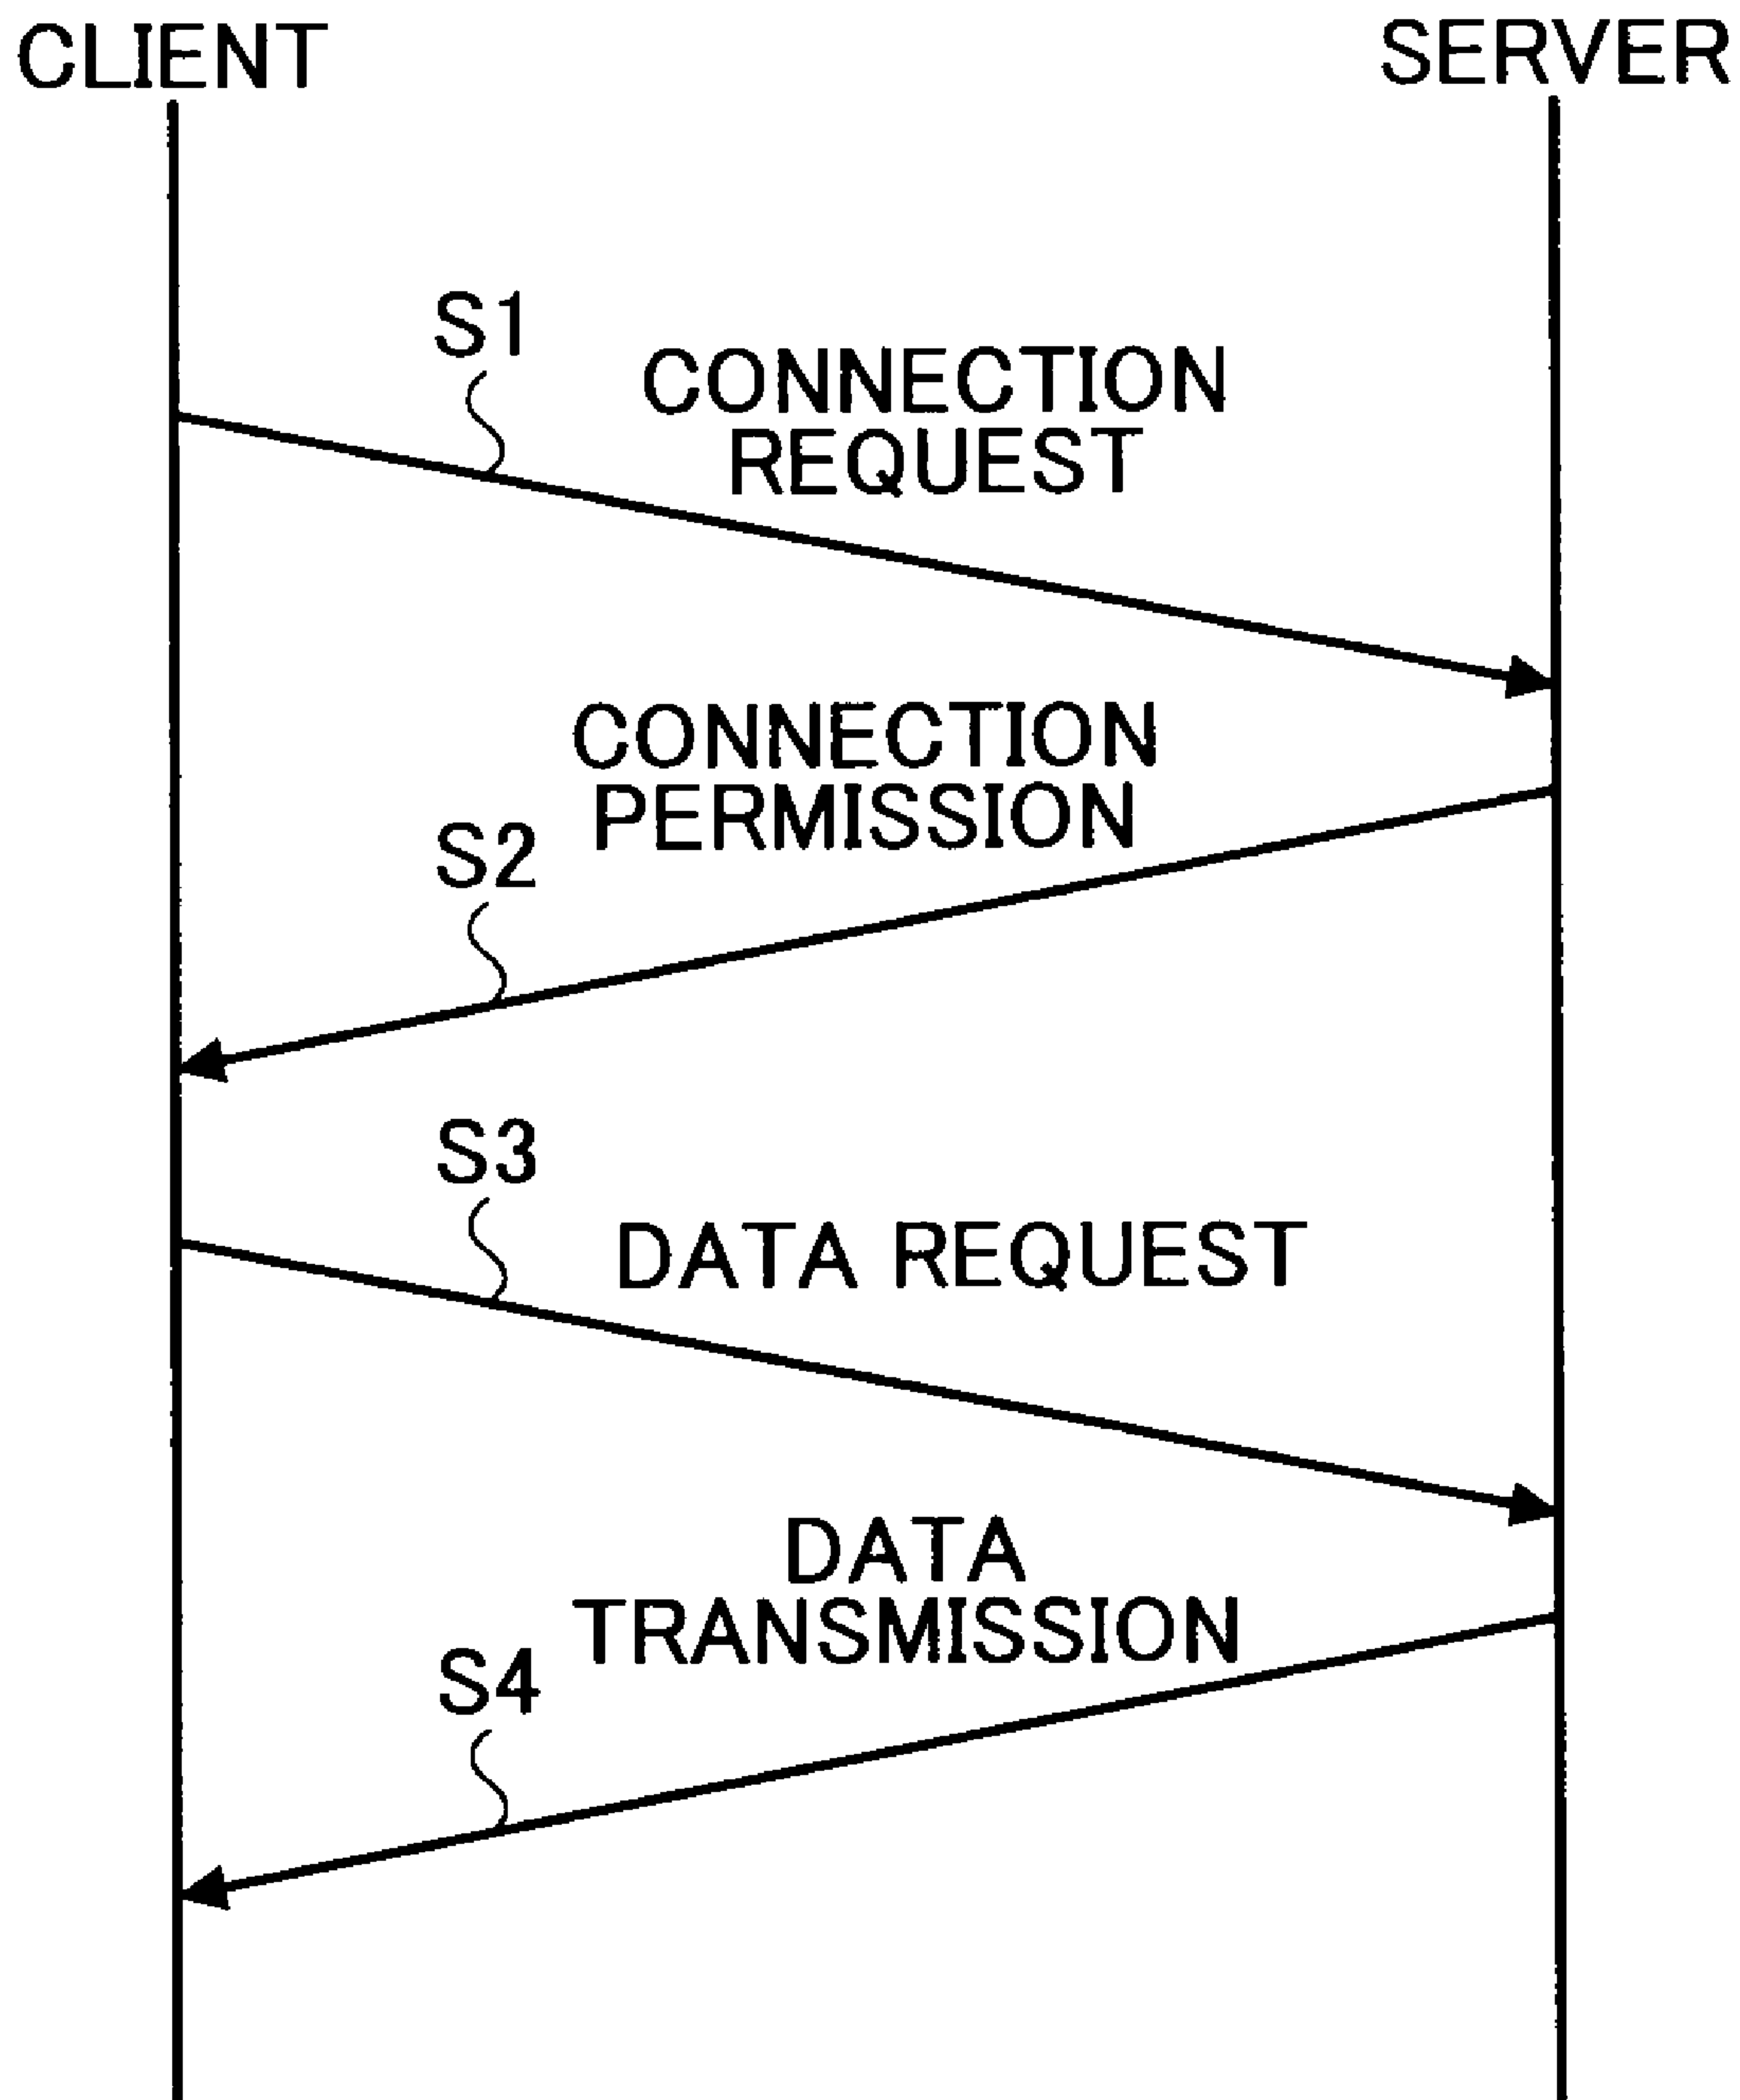 CLIENT
SERVER
S1
CONNECTION
REQUEST
CONNECTION
PERMISSION
S2
S3
DATA REQUEST
DATA
TRANSMISSION
S4